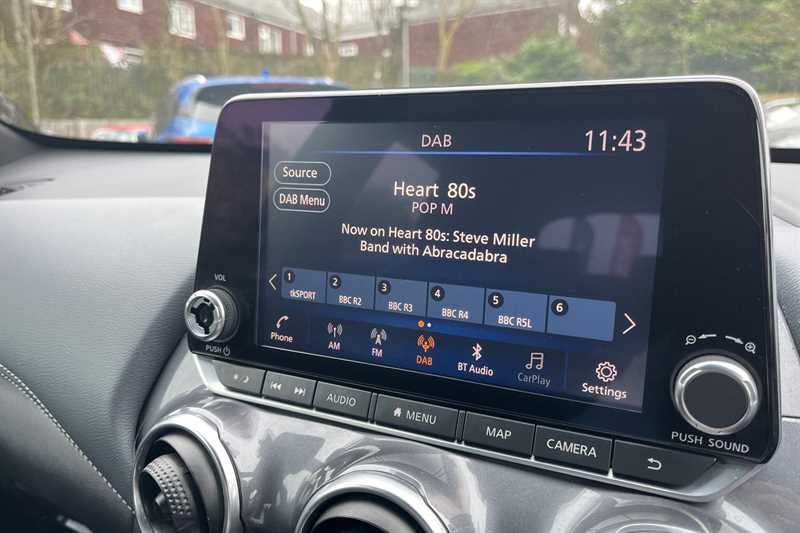 DAB
11:43
Source
DAB Menu
Heart 80s
POP M
Now on Heart 80s: Steve Miller
Band with Abracadabra
1 2 3 4 5 6
tkSPORT BBC R2 BBC R3 BBC R4 BBC R5L
Phone AM FM DAB BT Audio CarPlay Settings
VOL
PUSH
AUDIO MENU MAP CAMERA
PUSH SOUND